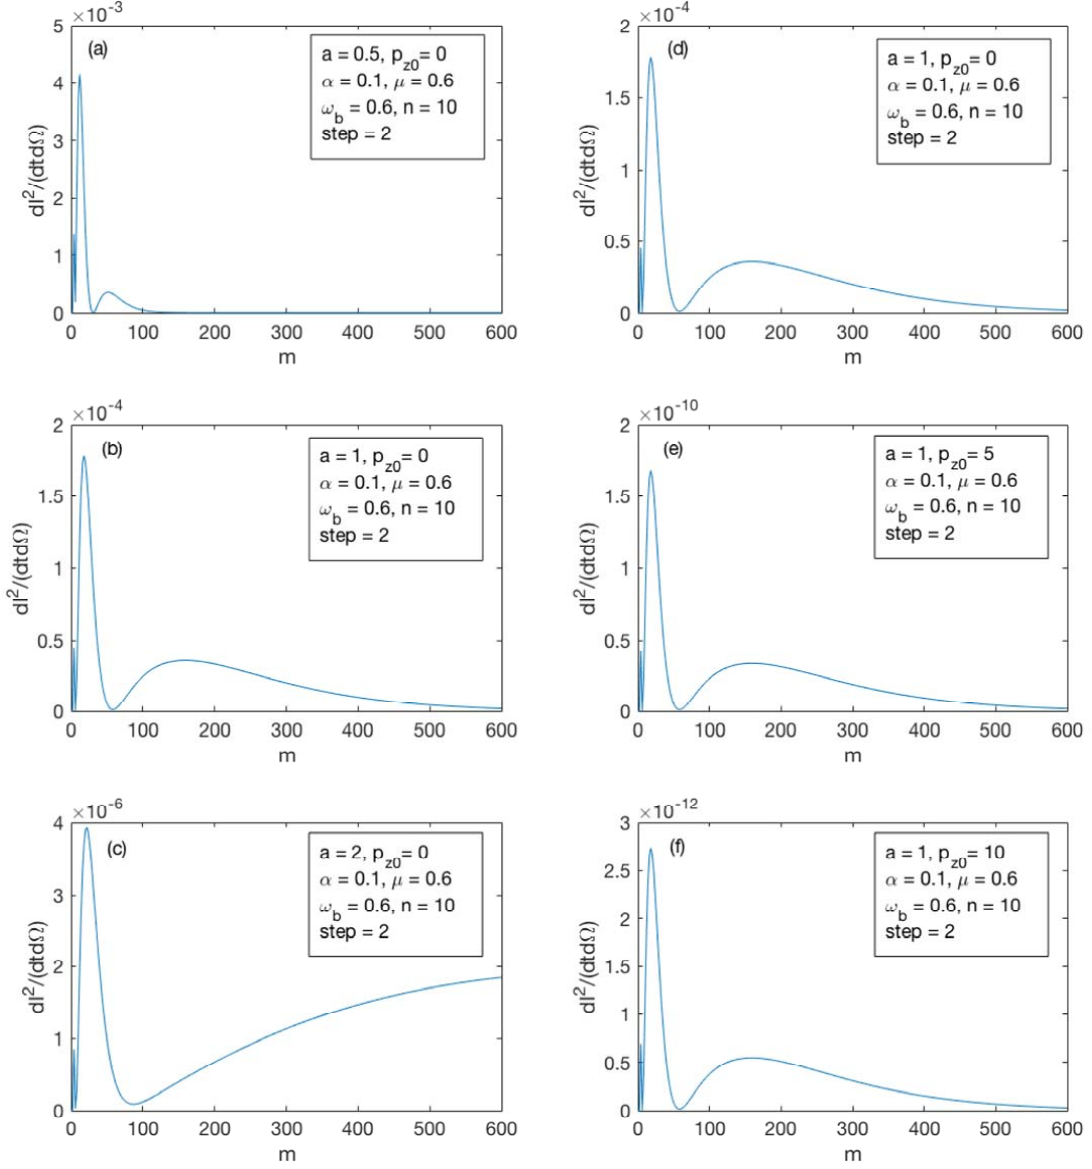 ×10⁻³
(a)
a = 0.5, p_z0 = 0
α = 0.1, μ = 0.6
ω_b = 0.6, n = 10
step = 2
5
4
3
2
1
0
dI²/(dtdΩ)
0 100 200 300 400 500 600
m
×10⁻⁴
(d)
a = 1, p_z0 = 0
α = 0.1, μ = 0.6
ω_b = 0.6, n = 10
step = 2
2
1.5
1
0.5
0
dI²/(dtdΩ)
0 100 200 300 400 500 600
m
×10⁻⁴
(b)
a = 1, p_z0 = 0
α = 0.1, μ = 0.6
ω_b = 0.6, n = 10
step = 2
2
1.5
1
0.5
0
dI²/(dtdΩ)
0 100 200 300 400 500 600
m
×10⁻¹⁰
(e)
a = 1, p_z0 = 5
α = 0.1, μ = 0.6
ω_b = 0.6, n = 10
step = 2
2
1.5
1
0.5
0
dI²/(dtdΩ)
0 100 200 300 400 500 600
m
×10⁻⁶
(c)
a = 2, p_z0 = 0
α = 0.1, μ = 0.6
ω_b = 0.6, n = 10
step = 2
4
3
2
1
0
dI²/(dtdΩ)
0 100 200 300 400 500 600
m
×10⁻¹²
(f)
a = 1, p_z0 = 10
α = 0.1, μ = 0.6
ω_b = 0.6, n = 10
step = 2
3
2.5
2
1.5
1
0.5
0
dI²/(dtdΩ)
0 100 200 300 400 500 600
m